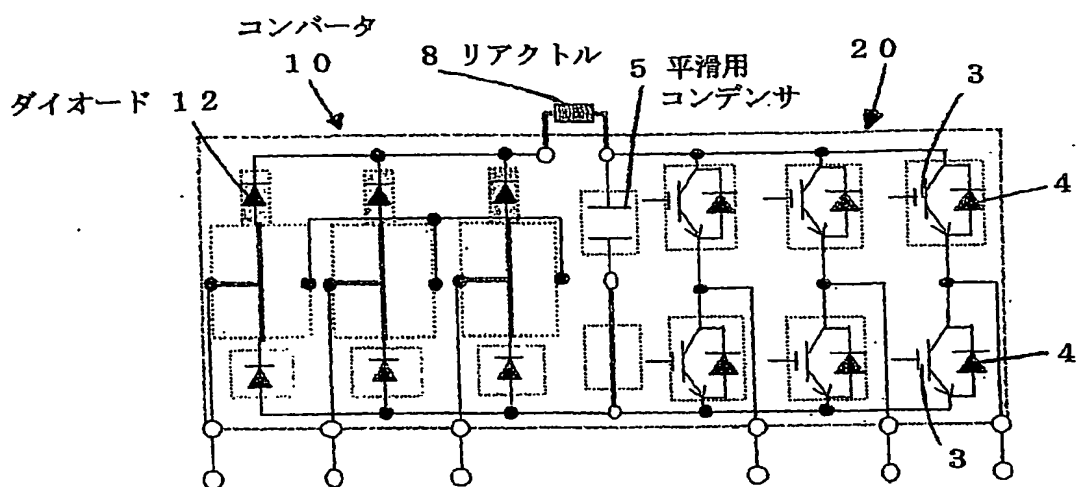 コンバータ
１０
８ リアクトル
５ 平滑用
コンデンサ
２０
３
ダイオード １２
４
４
３